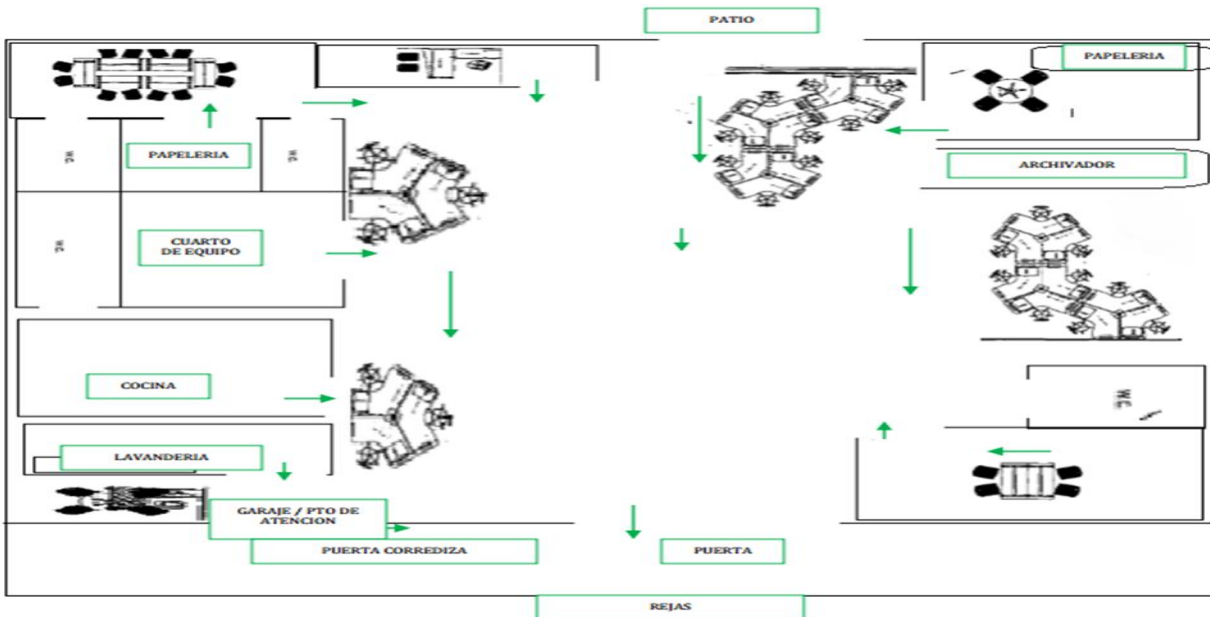 PATIO
PAPELERIA
PAPELERIA
W.C.
W.C.
ARCHIVADOR
CUARTO
DE EQUIPO
W.C.
COCINA
W.C.
LAVANDERIA
GARAJE / PTO DE
ATENCION
PUERTA CORREDIZA
PUERTA
REJAS